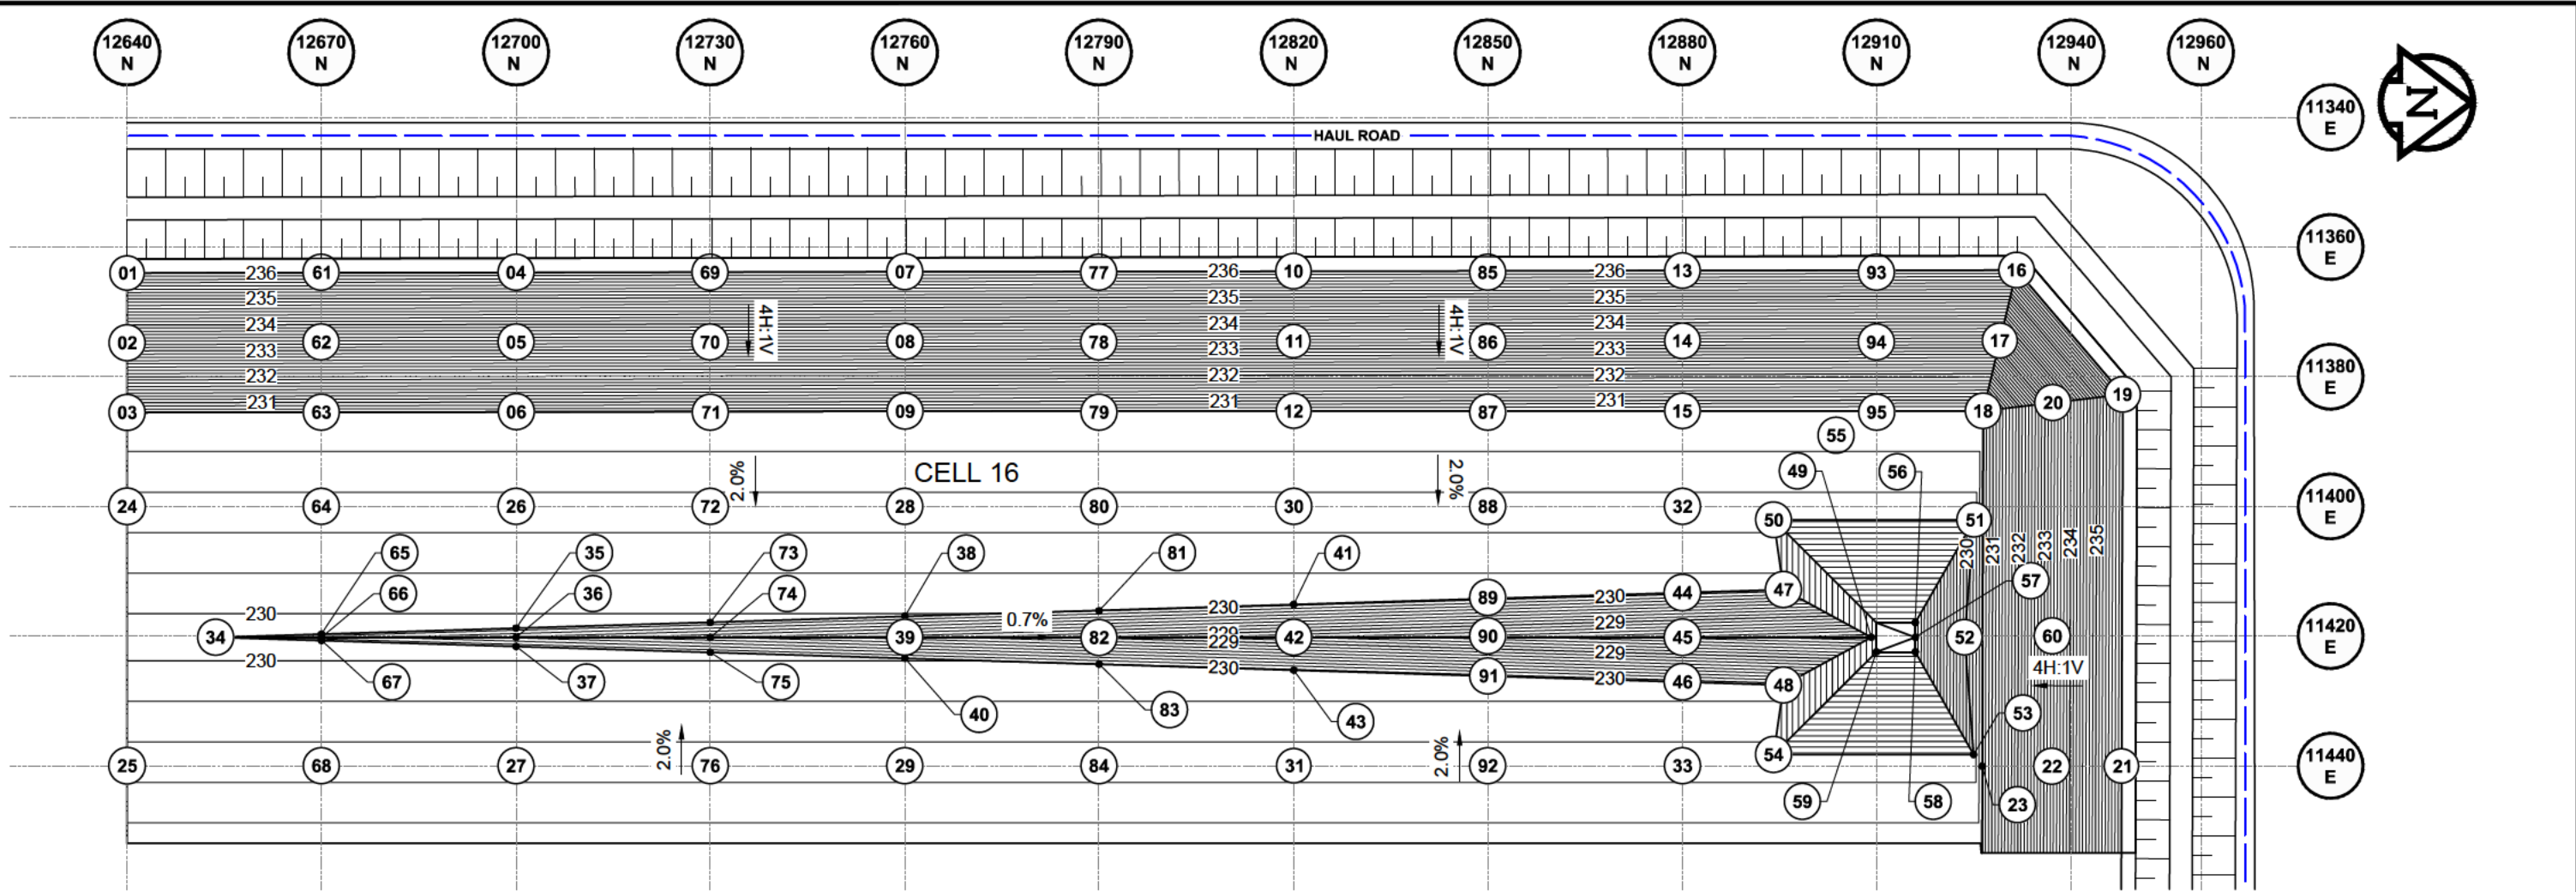 12640 N
12670 N
12700 N
12730 N
12760 N
12790 N
12820 N
12850 N
12880 N
12910 N
12940 N
12960 N
N
11340 E
HAUL ROAD
11360 E
01 236 61 04 69 07 77 236 10 85 236 13 93 16
235 235 235
4H:1V 4H:1V
234 234 234
02 62 05 70 08 78 11 86 14 94 17
233 233 233
232 232 232
11380 E
231 231 231
19
20
03 63 06 71 09 79 12 87 15 95 18
55
CELL 16
2.0% 2.0%
49 56
24 64 26 72 28 80 30 88 32
11400 E
50 51
230 231 232 233 234 235
65 35 73 38 81 41
66 36 74
57
47
44
89
230 230 230
0.7%
229 229
34 39 82 229 42 90 45 52 60
11420 E
229
230 230 230
4H:1V
67 37 75 91 46 48
40 83 43
53
2.0% 2.0%
54
25 68 27 76 29 84 31 92 33 22 21
11440 E
59 58 23